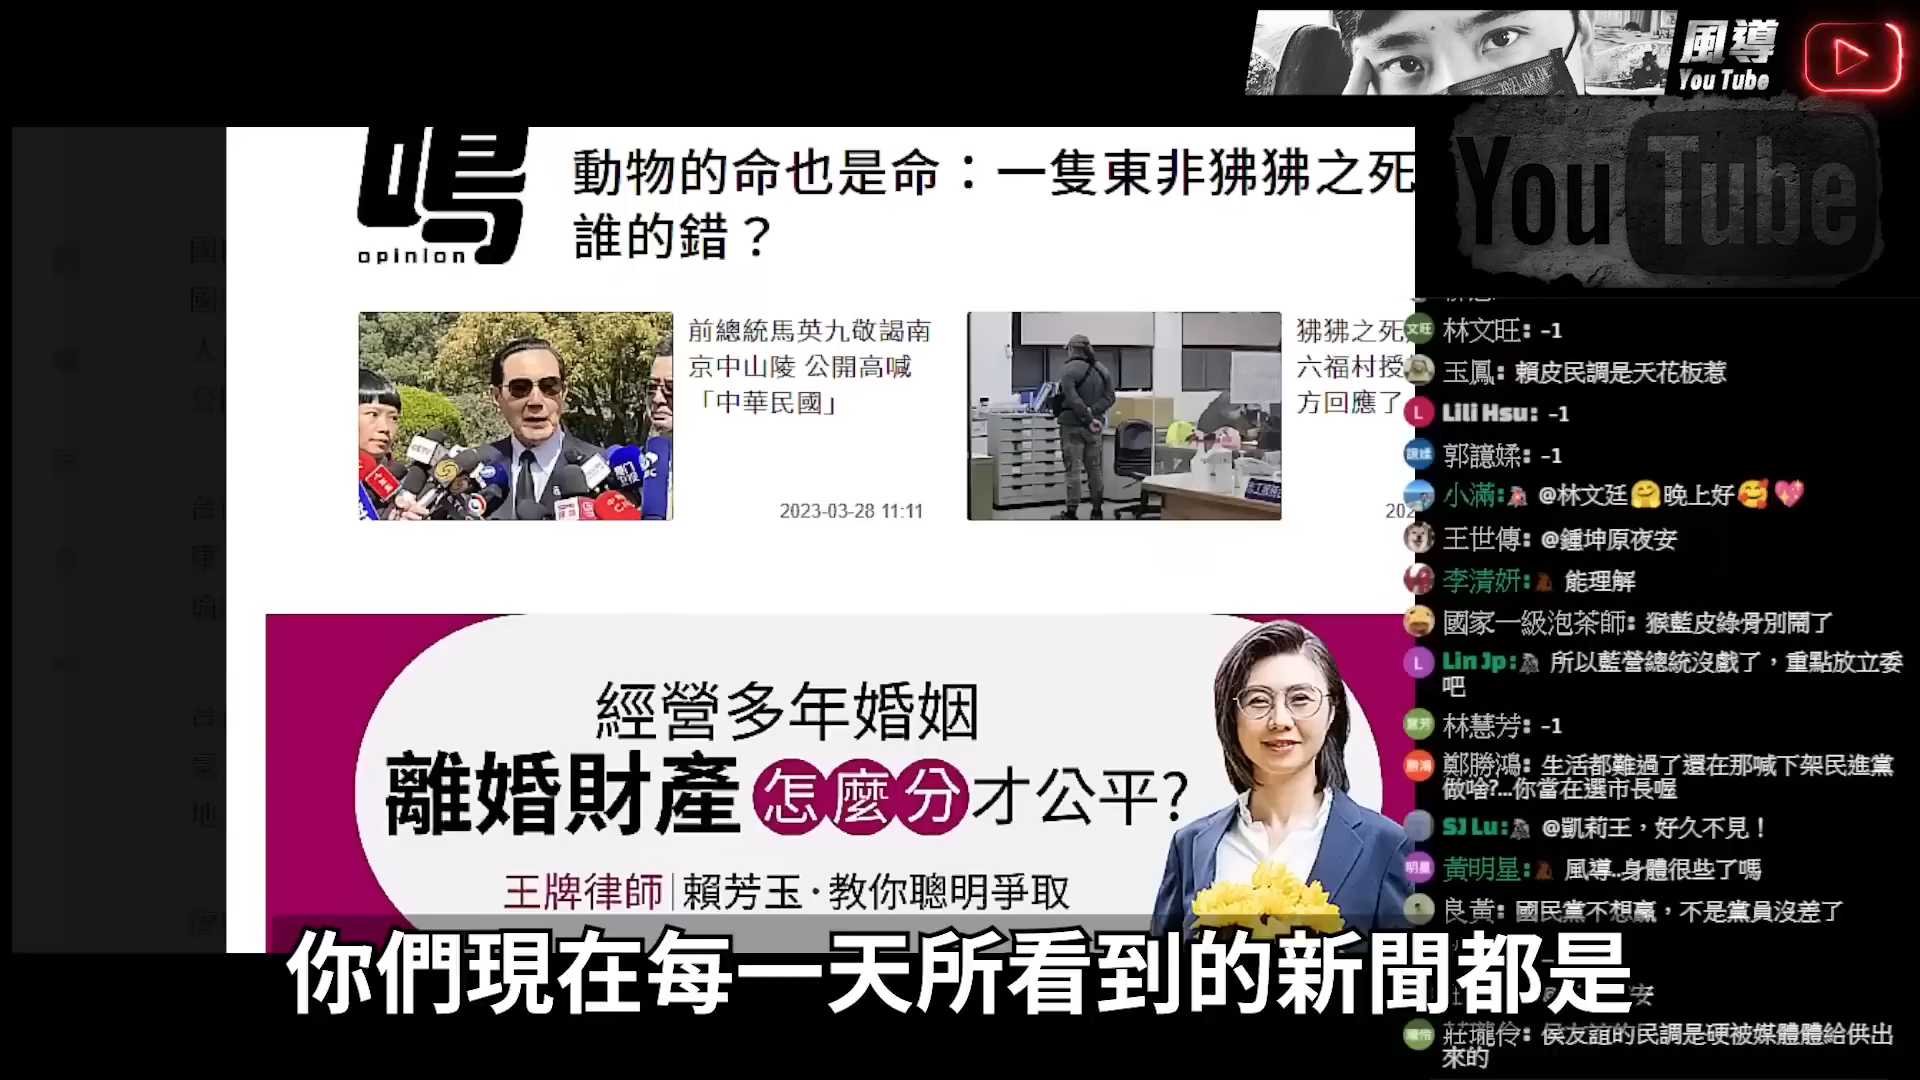 風導
You Tube
You Tube
鳴
opinion
動物的命也是命：一隻東非狒狒之死
誰的錯？
前總統馬英九敬謁南
京中山陵 公開高喊
「中華民國」
2023-03-28 11:11
狒狒之死
六福村授
方回應了
202
經營多年婚姻
離婚財產怎麼分才公平?
王牌律師|賴芳玉·教你聰明爭取
林文旺: -1
玉鳳: 賴皮民調是天花板惹
Lili Hsu: -1
郭譩媃: -1
小滿: @林文廷🤗晚上好🥰💖
王世傳: @鍾坤原夜安
李清妍: 能理解
國家一級泡茶師: 猴藍皮綠骨別鬧了
Lin Jp: 所以藍營總統沒戲了，重點放立委
吧
林慧芳: -1
鄭勝鴻: 生活都難過了還在那喊下架民進黨
做啥?...你當在選市長喔
SJ Lu: @凱莉王，好久不見！
黃明星: 風導..身體很些了嗎
良黃: 國民黨不想贏，不是黨員沒差了
安
莊瓏伶: 侯友誼的民調是硬被媒體體給供出
來的
你們現在每一天所看到的新聞都是